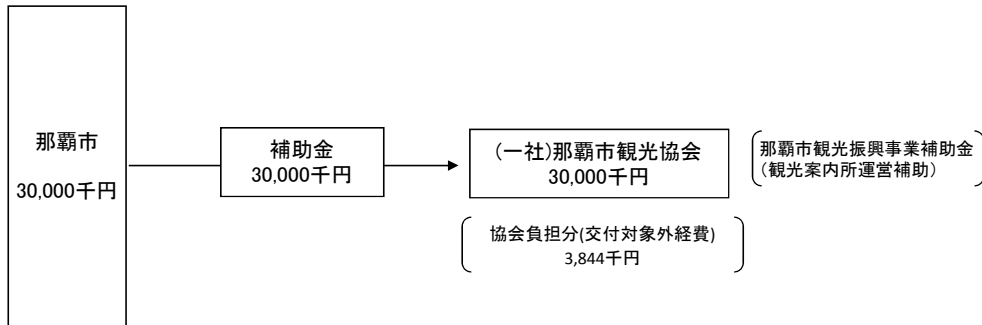 那覇市
30,000千円
補助金
30,000千円
(一社)那覇市観光協会
30,000千円
那覇市観光振興事業補助金
(観光案内所運営補助)
協会負担分(交付対象外経費)
3,844千円